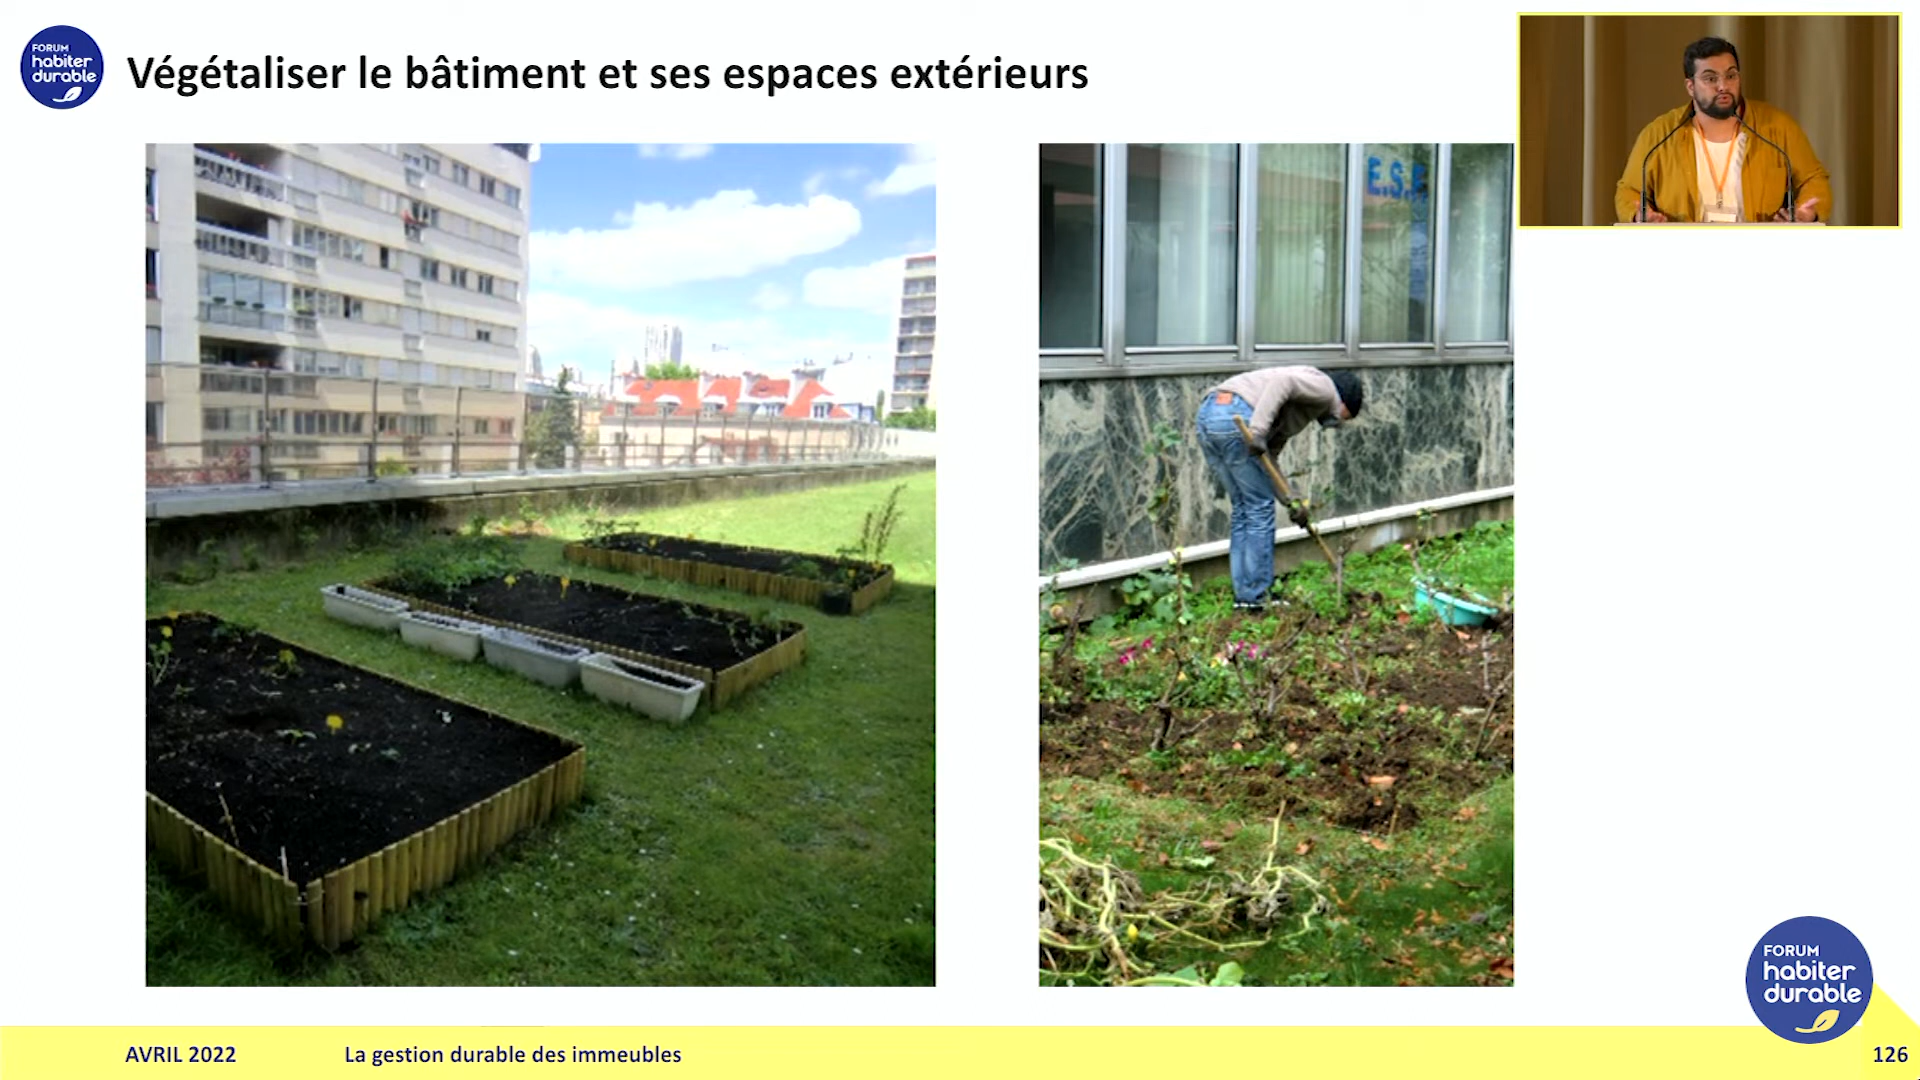 FORUM
habiter
durable
Végétaliser le bâtiment et ses espaces extérieurs
FORUM
habiter
durable
AVRIL 2022
La gestion durable des immeubles
126